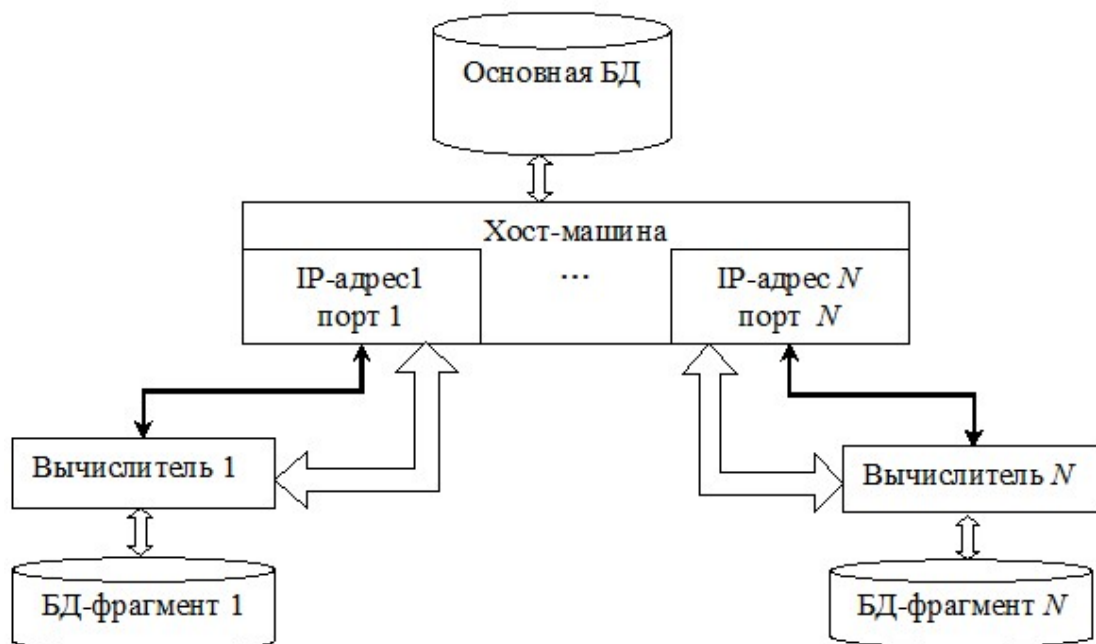 Основная БД
Хост-машина
IP-адрес1
порт 1
...
IP-адрес N
порт N
Вычислитель 1
Вычислитель N
БД-фрагмент 1
БД-фрагмент N